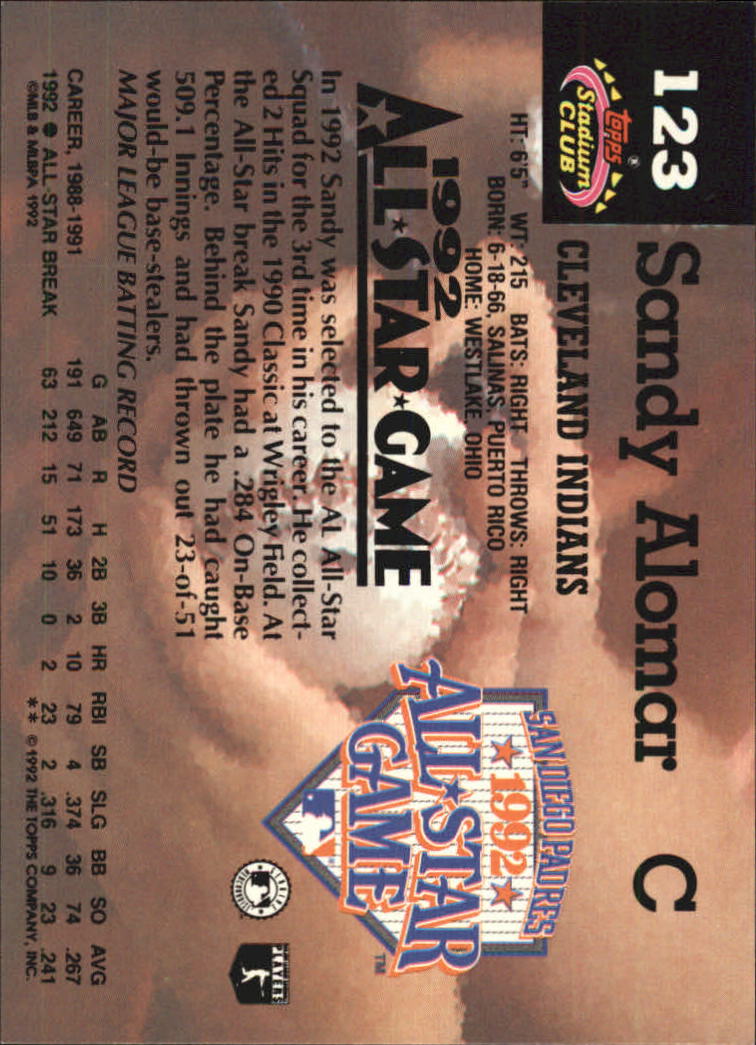 123
Sandy Alomar C
topps®
Stadium
CLUB
CLEVELAND INDIANS
HT: 6'5" WT: 215 BATS: RIGHT THROWS: RIGHT
BORN: 6-18-66, SALINAS, PUERTO RICO
HOME: WESTLAKE, OHIO
1992
ALL★STAR★GAME
SAN DIEGO PADRES
★1992★
ALL★STAR
GAME
TM
In 1992 Sandy was selected to the AL All-Star
Squad for the 3rd time in his career. He collect-
ed 2 Hits in the 1990 Classic at Wrigley Field. At
the All-Star break Sandy had a .284 On-Base
Percentage. Behind the plate he had caught
509.1 Innings and had thrown out 23-of-51
would-be base-stealers.
PLAYERS
MAJOR LEAGUE BATTING RECORD
G AB R H 2B 3B HR RBI SB SLG BB SO AVG
CAREER, 1988-1991 191 649 71 173 36 2 10 79 4 .374 36 74 .267
1992 @ ALL-STAR BREAK 63 212 15 51 10 0 2 23 2 .316 9 23 .241
©MLB & MLBPA 1992 ** ©1992 THE TOPPS COMPANY, INC.